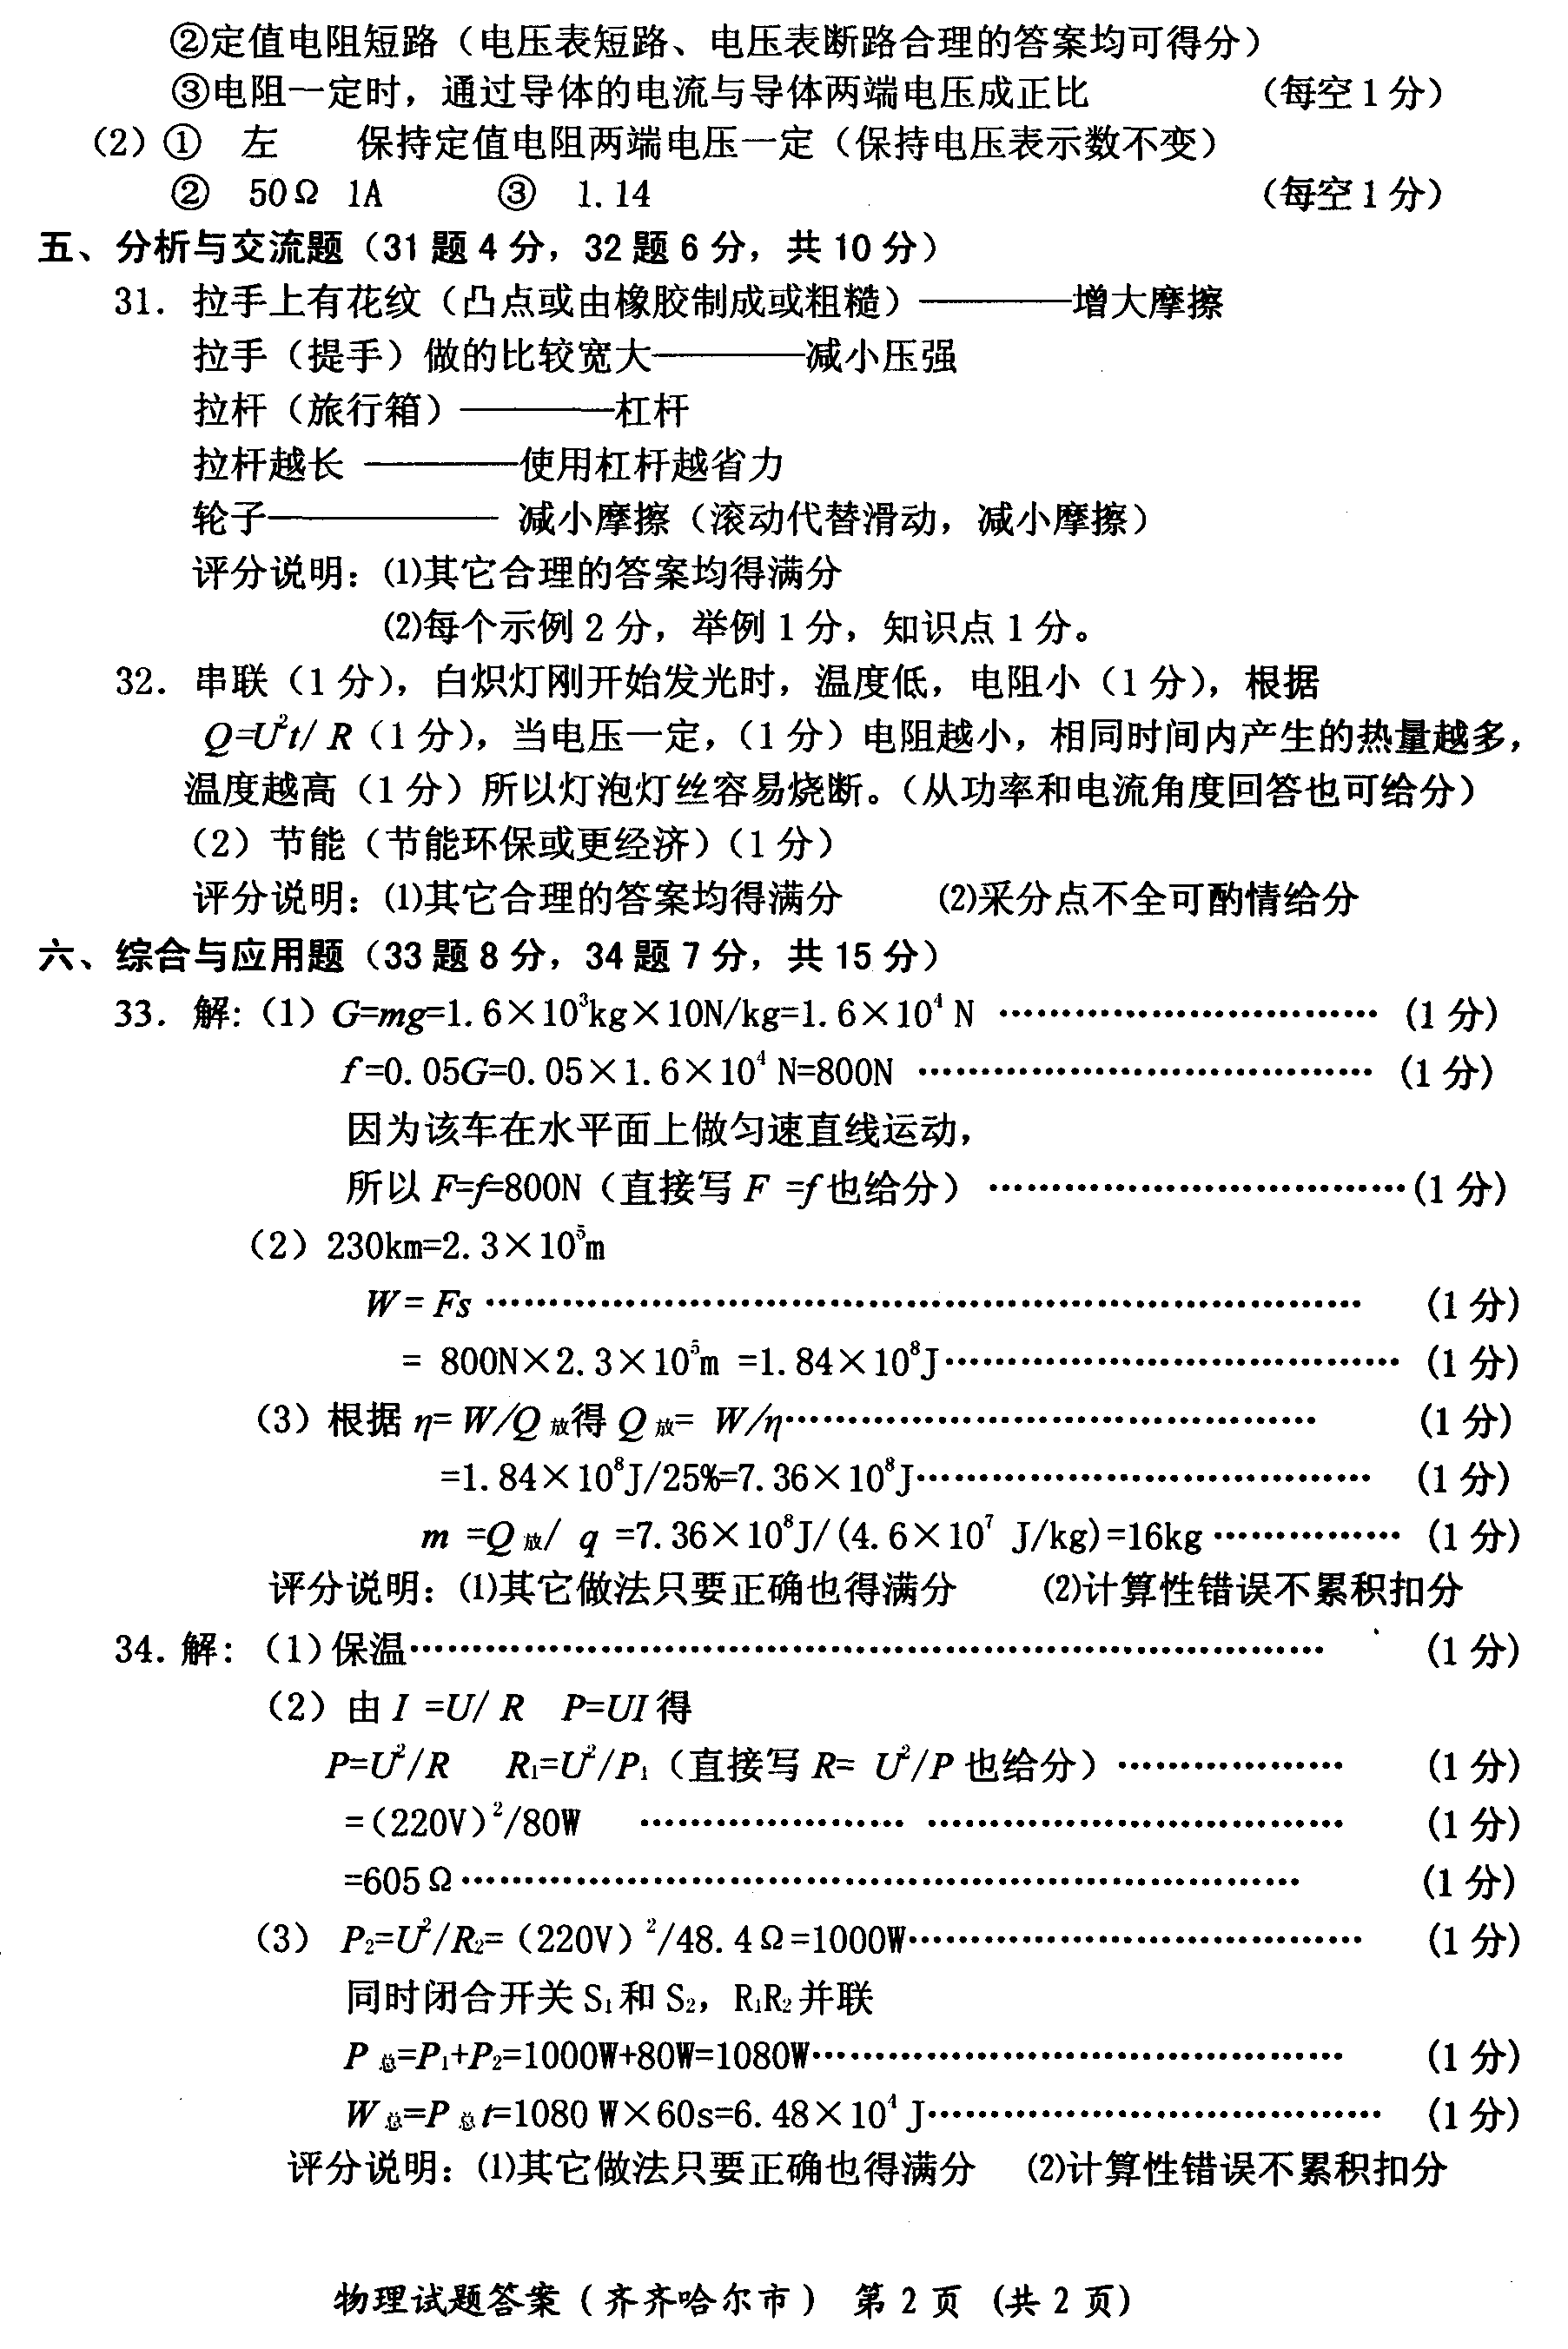 ②定值电阻短路（电压表短路、电压表断路合理的答案均可得分）
③电阻一定时，通过导体的电流与导体两端电压成正比 （每空1分）
（2）① 左 保持定值电阻两端电压一定（保持电压表示数不变）
② 50Ω 1A ③ 1.14 （每空1分）
五、分析与交流题（31题4分，32题6分，共10分）
31. 拉手上有花纹（凸点或由橡胶制成或粗糙）————增大摩擦
拉手（提手）做的比较宽大————减小压强
拉杆（旅行箱）————杠杆
拉杆越长 ————使用杠杆越省力
轮子—————— 减小摩擦（滚动代替滑动，减小摩擦）
评分说明：⑴其它合理的答案均得满分
⑵每个示例2分，举例1分，知识点1分。
32. 串联（1分），白炽灯刚开始发光时，温度低，电阻小（1分），根据
Q=U²t/ R（1分），当电压一定，（1分）电阻越小，相同时间内产生的热量越多，
温度越高（1分）所以灯泡灯丝容易烧断。（从功率和电流角度回答也可给分）
（2）节能（节能环保或更经济）（1分）
评分说明：⑴其它合理的答案均得满分 ⑵采分点不全可酌情给分
六、综合与应用题（33题8分，34题7分，共15分）
33. 解:（1）G=mg=1.6×10³kg×10N/kg=1.6×10⁴ N ………………………… (1分)
f=0.05G=0.05×1.6×10⁴ N=800N ……………………………… (1分)
因为该车在水平面上做匀速直线运动，
所以F=f=800N（直接写F =f也给分）……………………………(1分)
（2）230km=2.3×10⁵m
W= Fs …………………………………………………………… (1分)
= 800N×2.3×10⁵m =1.84×10⁸J……………………………… (1分)
（3）根据η= W/Q放得Q放= W/η…………………………………… (1分)
=1.84×10⁸J/25%=7.36×10⁸J……………………………… (1分)
m =Q放/ q =7.36×10⁸J/(4.6×10⁷ J/kg)=16kg …………… (1分)
评分说明：⑴其它做法只要正确也得满分 ⑵计算性错误不累积扣分
34. 解：（1）保温……………………………………………………………… (1分)
（2）由I =U/ R P=UI得
P=U²/R R₁=U²/P₁（直接写R= U²/P也给分）……………… (1分)
=（220V）²/80W ………………… …………………………… (1分)
=605Ω………………………………………………………… (1分)
（3） P₂=U²/R₂=（220V）²/48.4Ω=1000W……………………………… (1分)
同时闭合开关S₁和S₂，R₁R₂并联
P总=P₁+P₂=1000W+80W=1080W…………………………………… (1分)
W总=P总t=1080 W×60s=6.48×10⁴ J……………………………… (1分)
评分说明：⑴其它做法只要正确也得满分 ⑵计算性错误不累积扣分
物理试题答案（齐齐哈尔市） 第2页 (共2页)